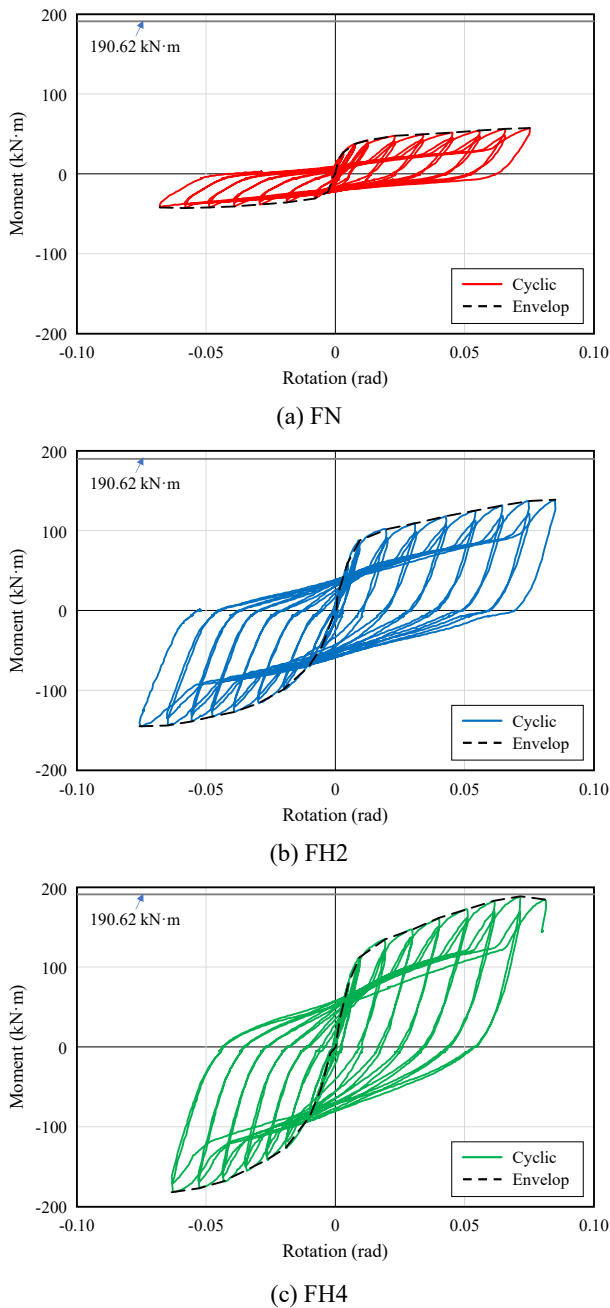 200
190.62 kN·m
100
0
-100
-200
Moment (kN·m)
Cyclic
Envelop
-0.10 -0.05 0 0.05 0.10
Rotation (rad)
(a) FN
200
190.62 kN·m
100
0
-100
-200
Moment (kN·m)
Cyclic
Envelop
-0.10 -0.05 0 0.05 0.10
Rotation (rad)
(b) FH2
200
190.62 kN·m
100
0
-100
-200
Moment (kN·m)
Cyclic
Envelop
-0.10 -0.05 0 0.05 0.10
Rotation (rad)
(c) FH4